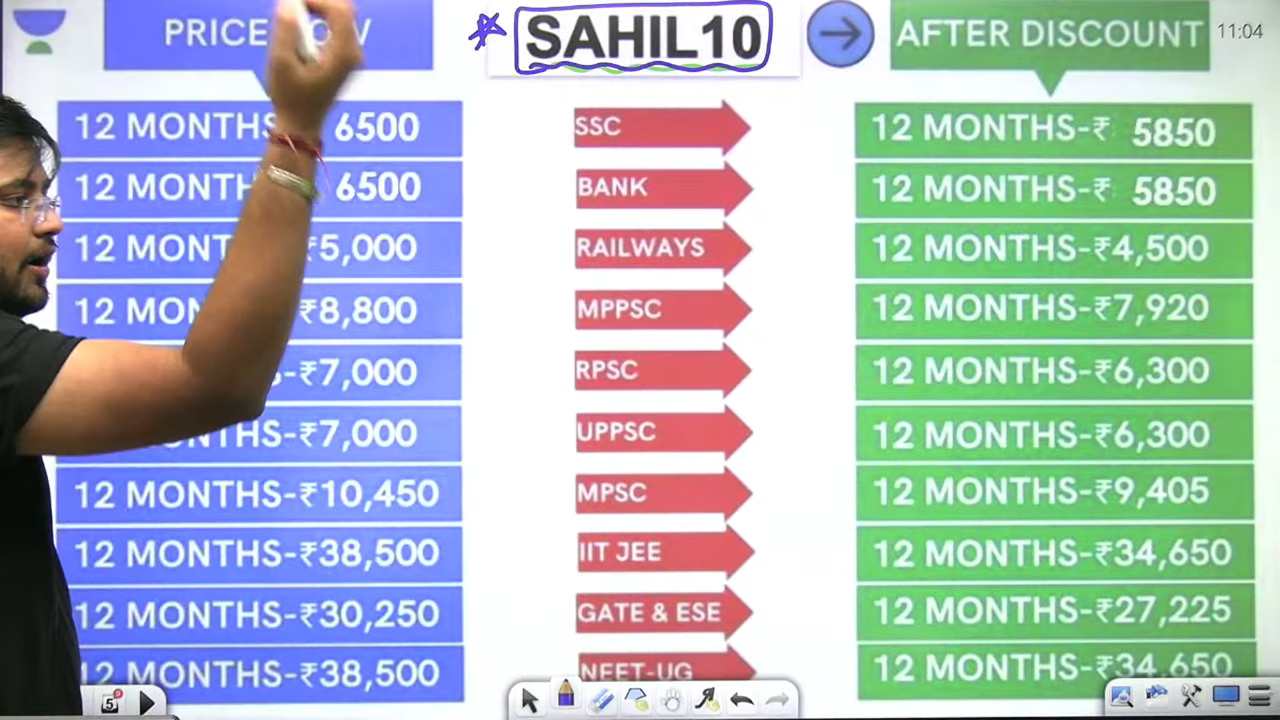 PRICE NOW SAHIL10 AFTER DISCOUNT 11:04
12 MONTHS 6500 SSC 12 MONTHS-₹ 5850
12 MONTHS 6500 BANK 12 MONTHS-₹ 5850
12 MONT ₹5,000 RAILWAYS 12 MONTHS-₹4,500
12 MON ₹8,800 MPPSC 12 MONTHS-₹7,920
-₹7,000 RPSC 12 MONTHS-₹6,300
NTHS-₹7,000 UPPSC 12 MONTHS-₹6,300
12 MONTHS-₹10,450 MPSC 12 MONTHS-₹9,405
12 MONTHS-₹38,500 IIT JEE 12 MONTHS-₹34,650
12 MONTHS-₹30,250 GATE & ESE 12 MONTHS-₹27,225
12 MONTHS-₹38,500 NEET-UG 12 MONTHS-₹34,650